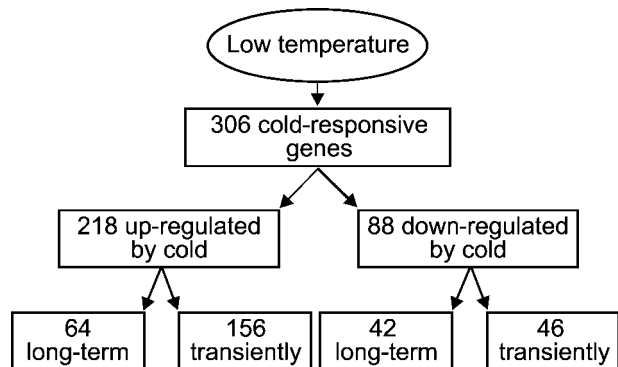 Low temperature
306 cold-responsive
genes
218 up-regulated
by cold
88 down-regulated
by cold
64
long-term
156
transiently
42
long-term
46
transiently